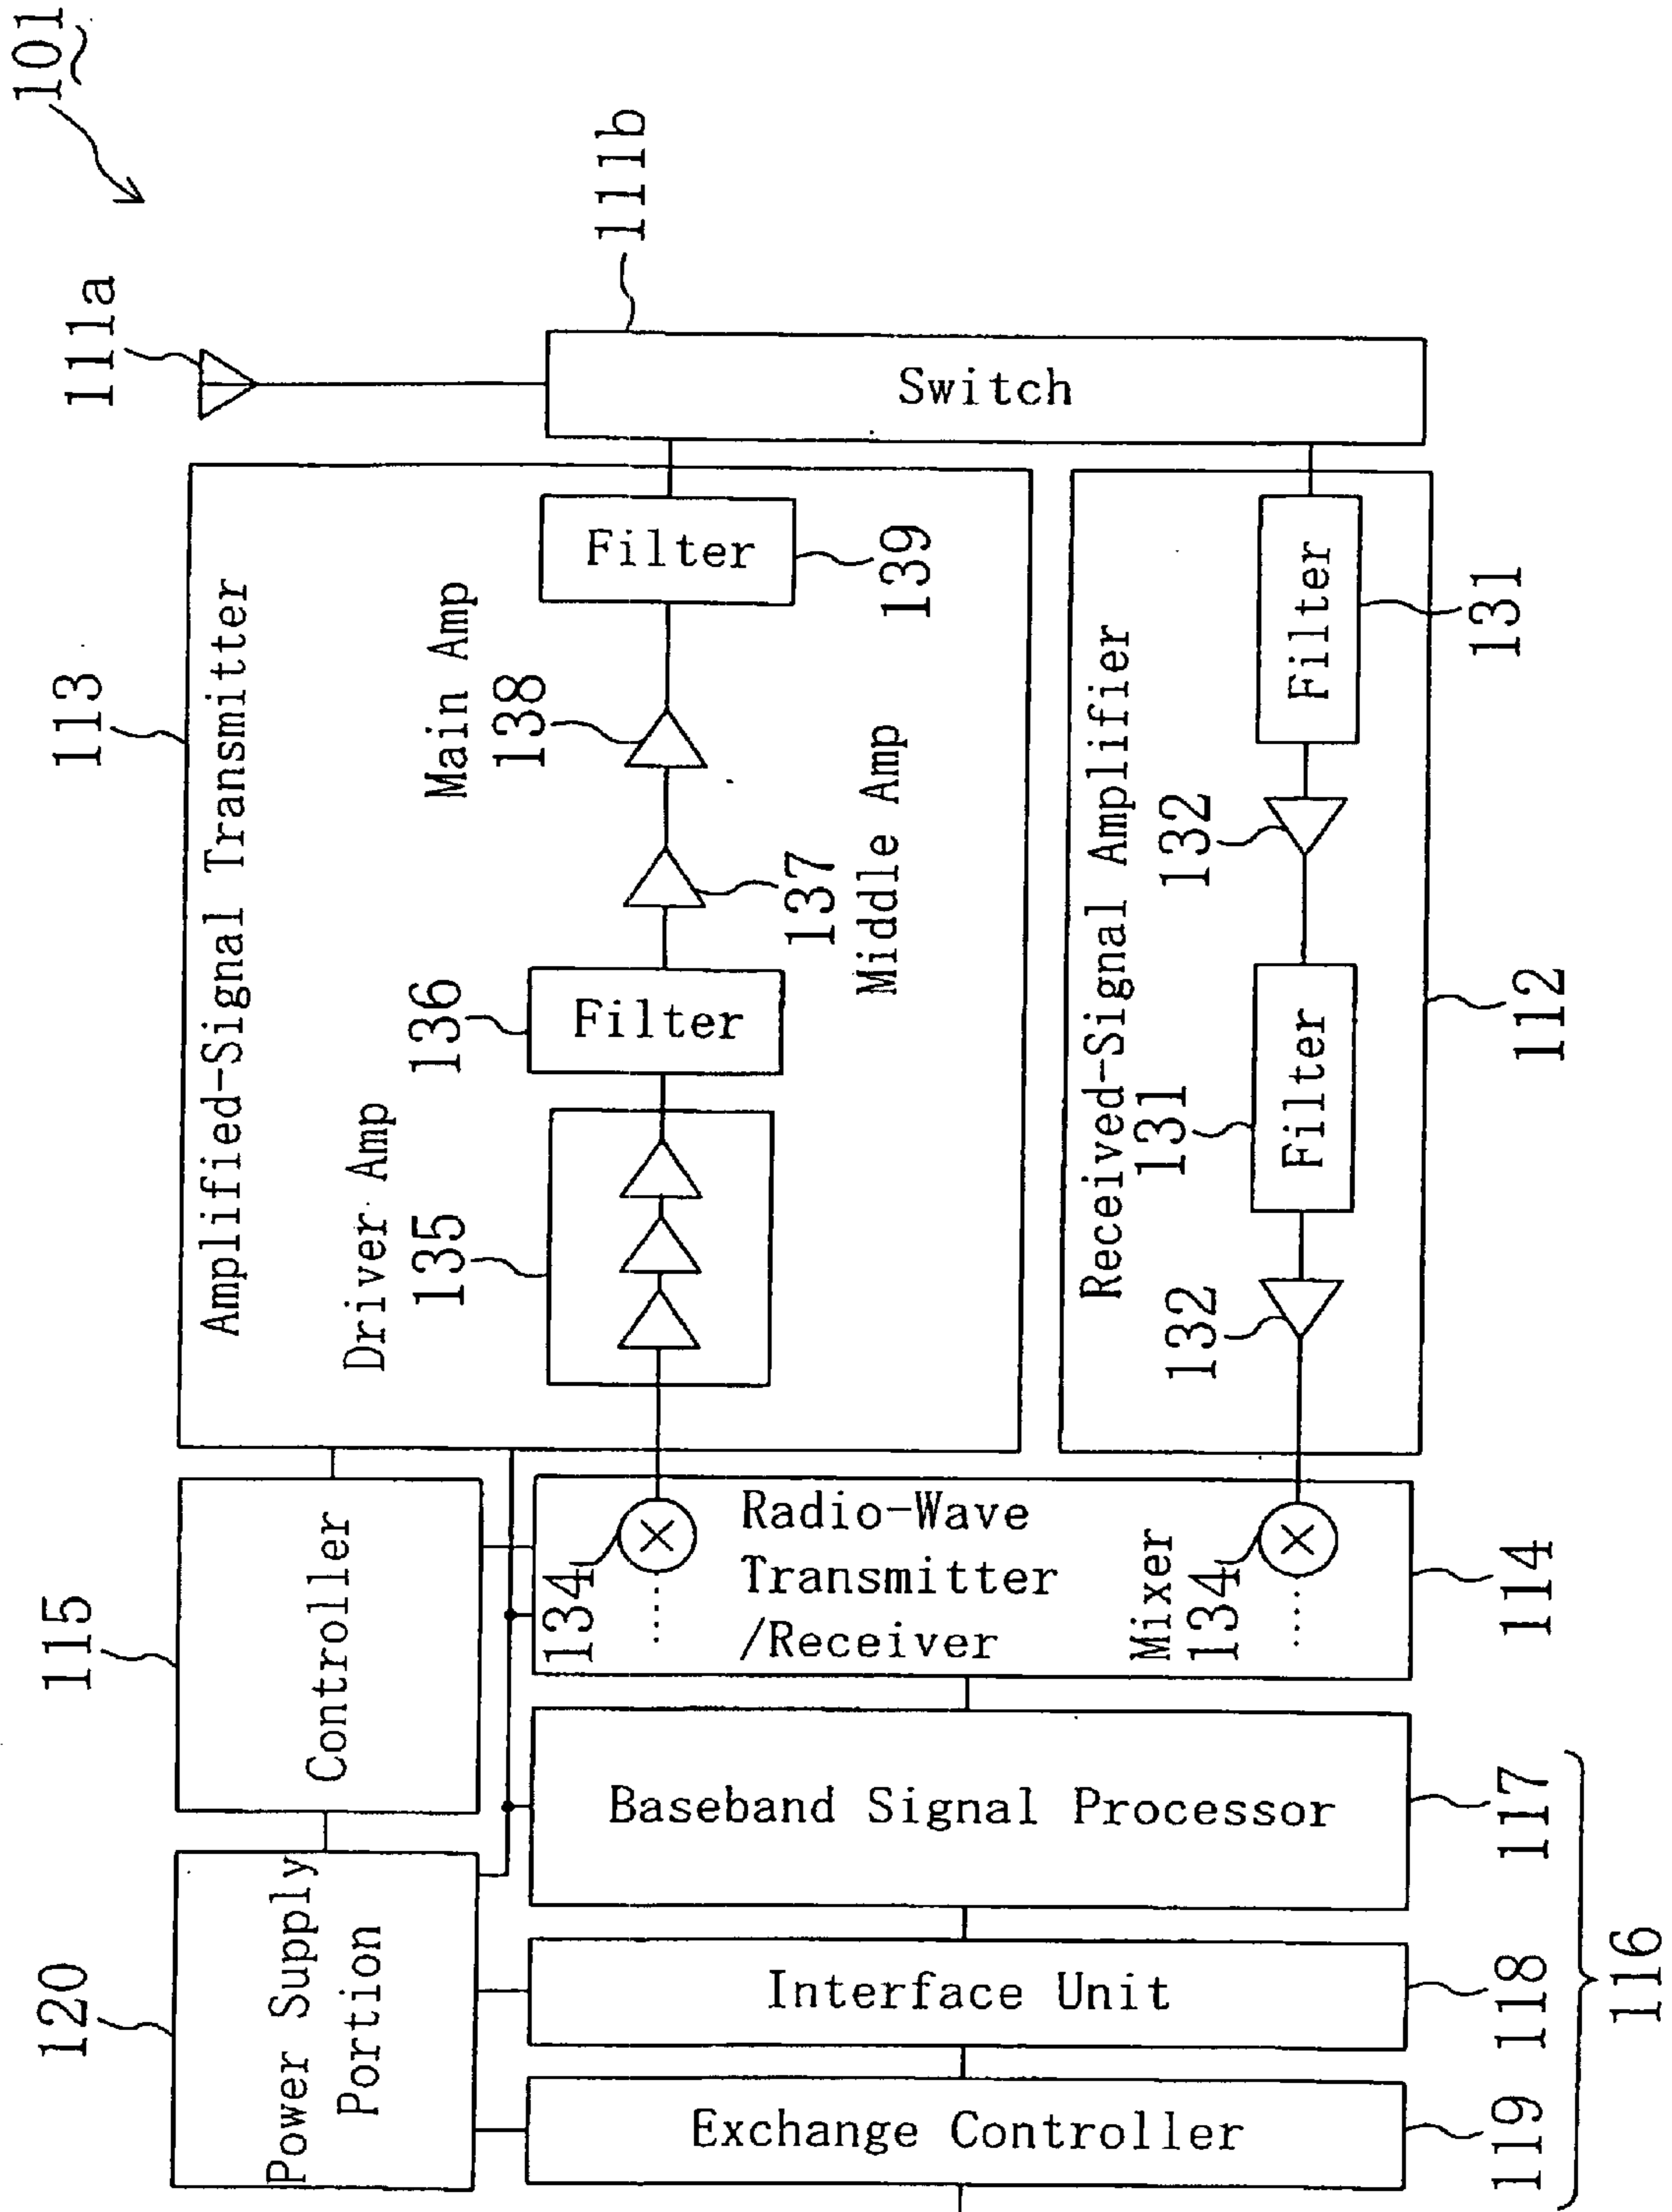 101
111a
111b
Switch
113
Amplified-Signal Transmitter
Filter
139
Main Amp
138
137
Middle Amp
136
Filter
Driver Amp
135
Received-Signal Amplifier
Filter
131
132
Filter
131
132
112
115
Controller
134
Radio-Wave
Transmitter
/Receiver
Mixer
134
114
120
Power Supply
Portion
Baseband Signal Processor
117
Interface Unit
118
Exchange Controller
119
116